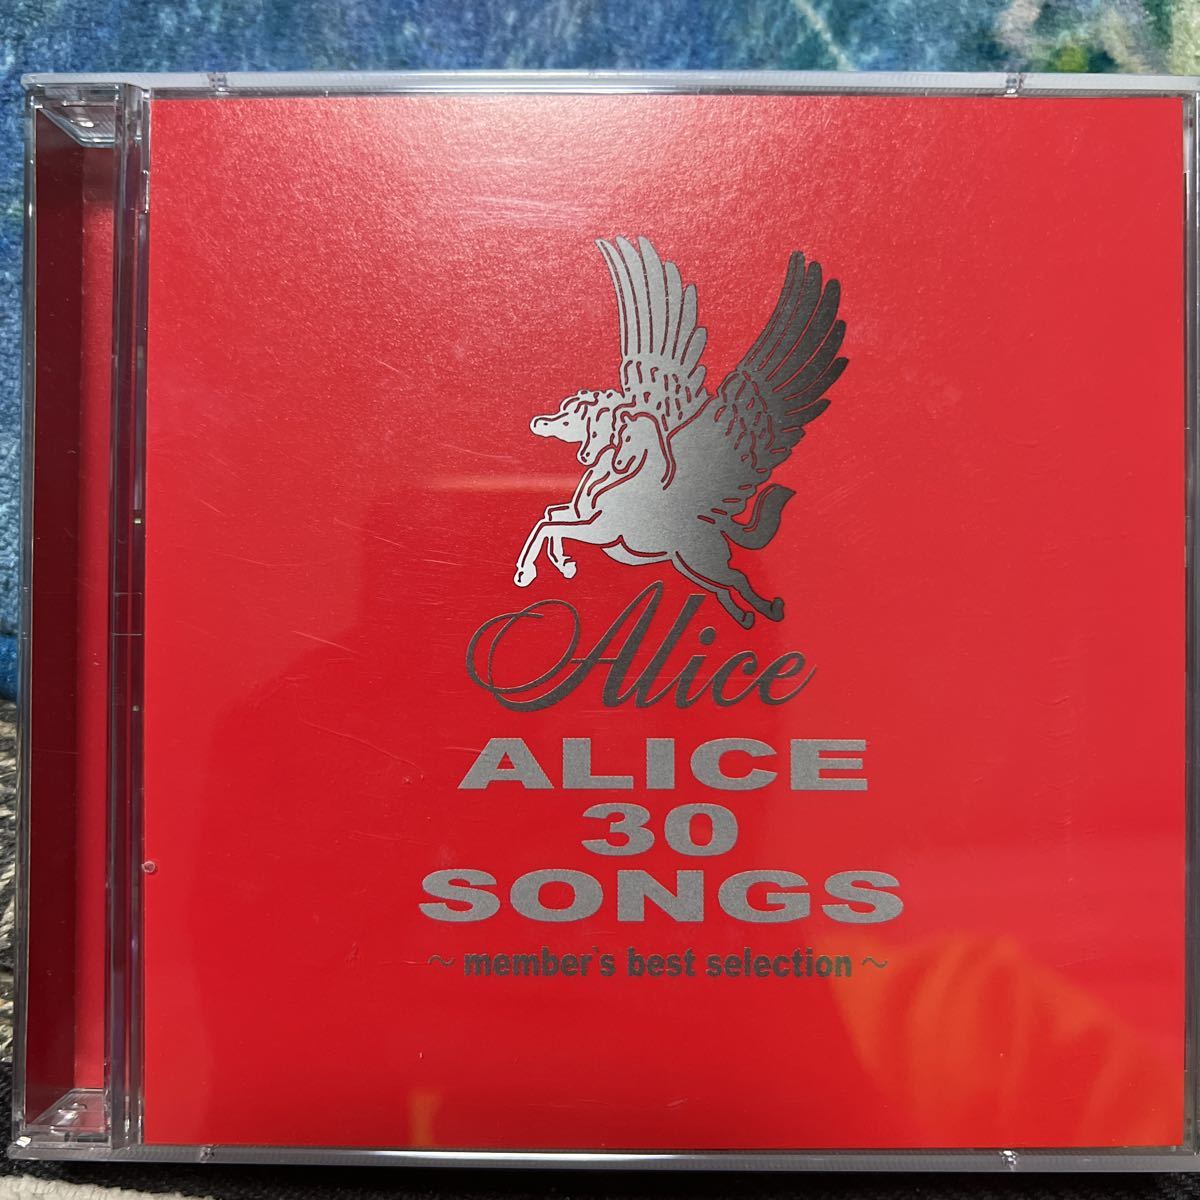 Alice
ALICE
30
SONGS
～member`s best selection～